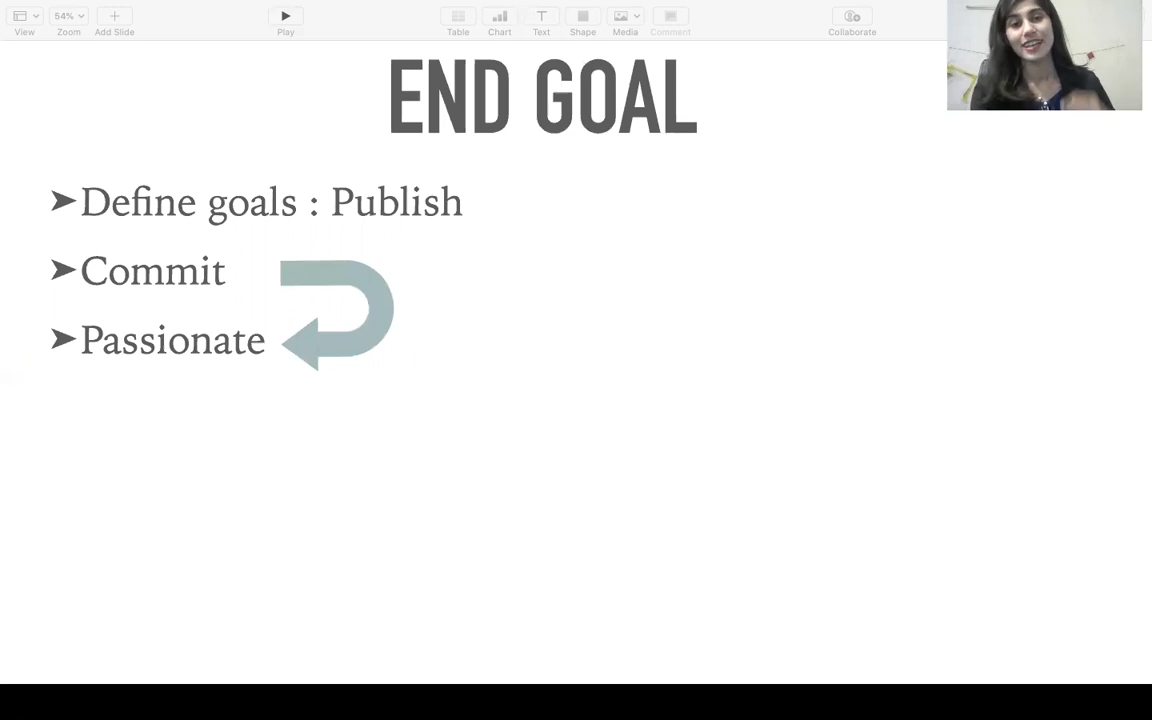 View
54%
Zoom
Add Slide
Play
Table
Chart
Text
Shape
Media
Comment
Collaborate
END GOAL
➤Define goals : Publish
➤Commit
➤Passionate